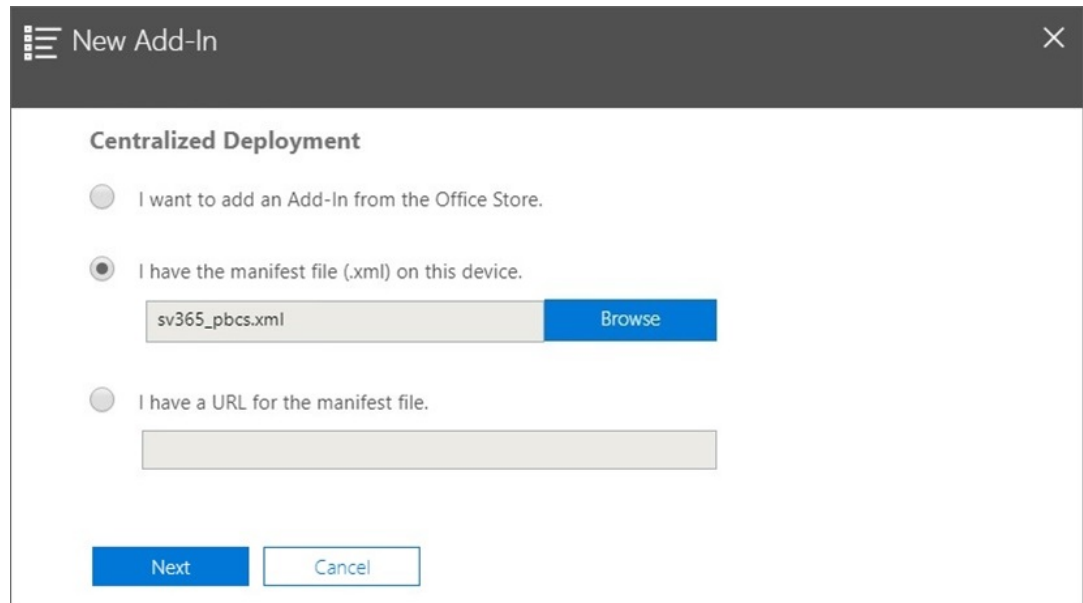 New Add-In
Centralized Deployment
I want to add an Add-In from the Office Store.
I have the manifest file (.xml) on this device.
sv365_pbcs.xml
Browse
I have a URL for the manifest file.
Next
Cancel